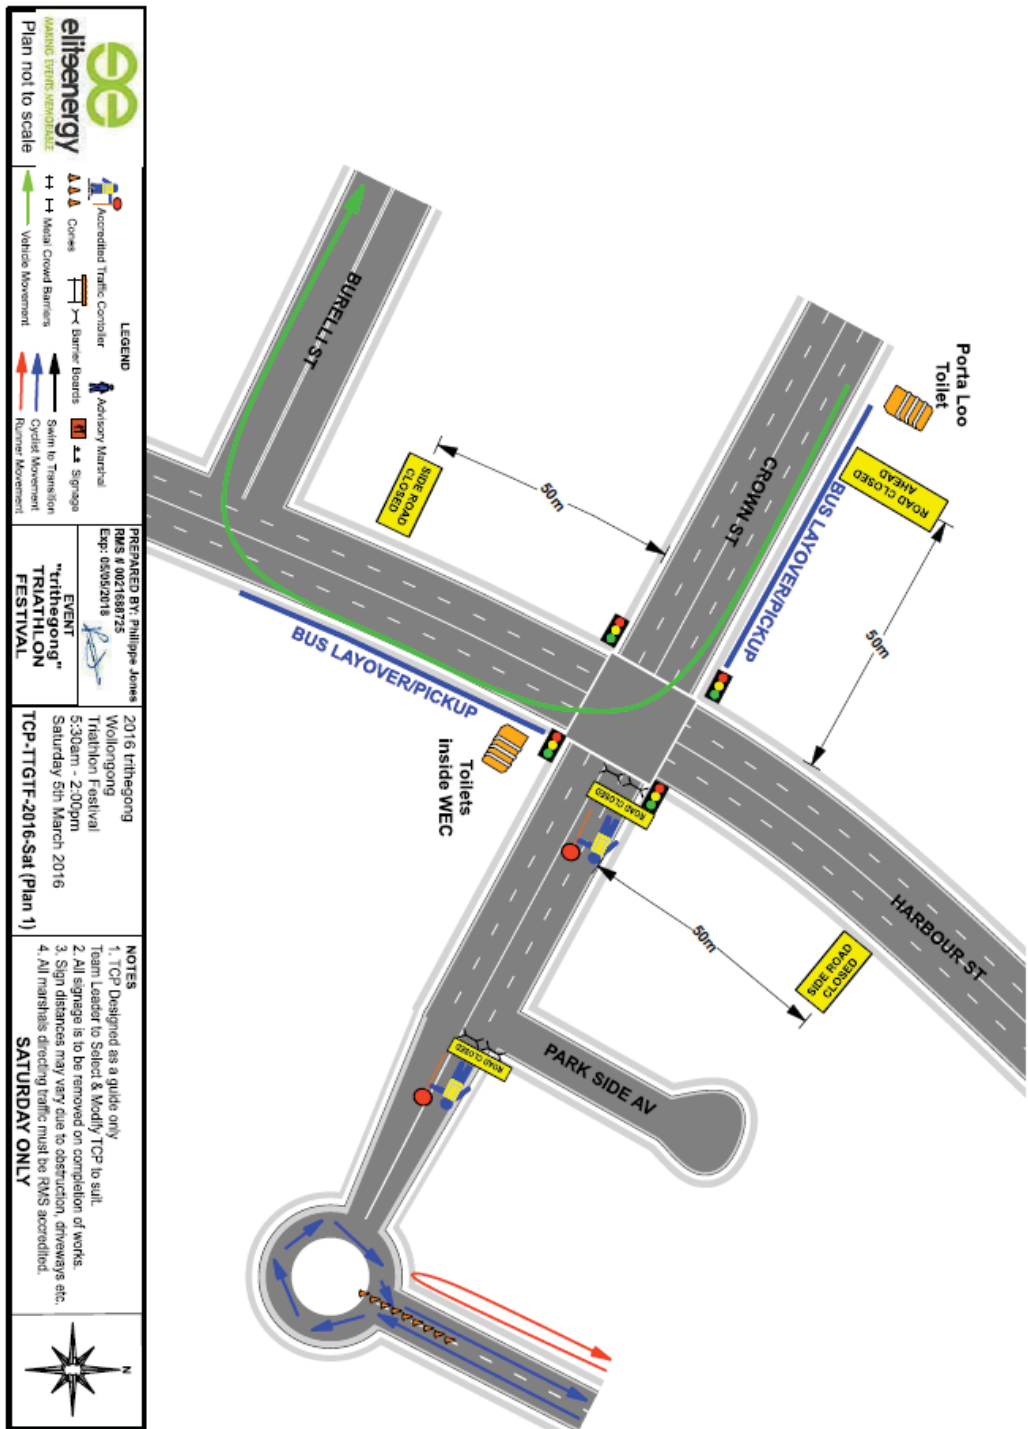 elitɘenergy
MAKING EVENTS MEMORABLE
Plan not to scale
LEGEND
Accredited Traffic Contoller
Advisory Marshal
Cones
Barrier Boards
Signage
Metal Crowd Barriers
Swim to Transition
Cyclist Movement
Vehicle Movement
Runner Movement
PREPARED BY: Philippe Jones
RMS # 0021688725
Exp: 05/05/2018
EVENT
"trithegong"
TRIATHLON
FESTIVAL
2016 trithegong
Wollongong
Triathlon Festival
5:30am - 2:00pm
Saturday 5th March 2016
TCP-TTGTF-2016-Sat (Plan 1)
NOTES
1. TCP Designed as a guide only
Team Leader to Select & Modify TCP to suit.
2. All signage is to be removed on completion of works.
3. Sign distances may vary due to obstruction, driveways etc.
4. All marshals directing traffic must be RMS accredited.
SATURDAY ONLY
N
BURELLI ST
CROWN ST
Porta Loo
Toilet
ROAD CLOSED
AHEAD
BUS LAYOVER/PICKUP
50m
SIDE ROAD
CLOSED
50m
BUS LAYOVER/PICKUP
Toilets
inside WEC
ROAD CLOSED
HARBOUR ST
50m
SIDE ROAD
CLOSED
ROAD CLOSED
PARK SIDE AV